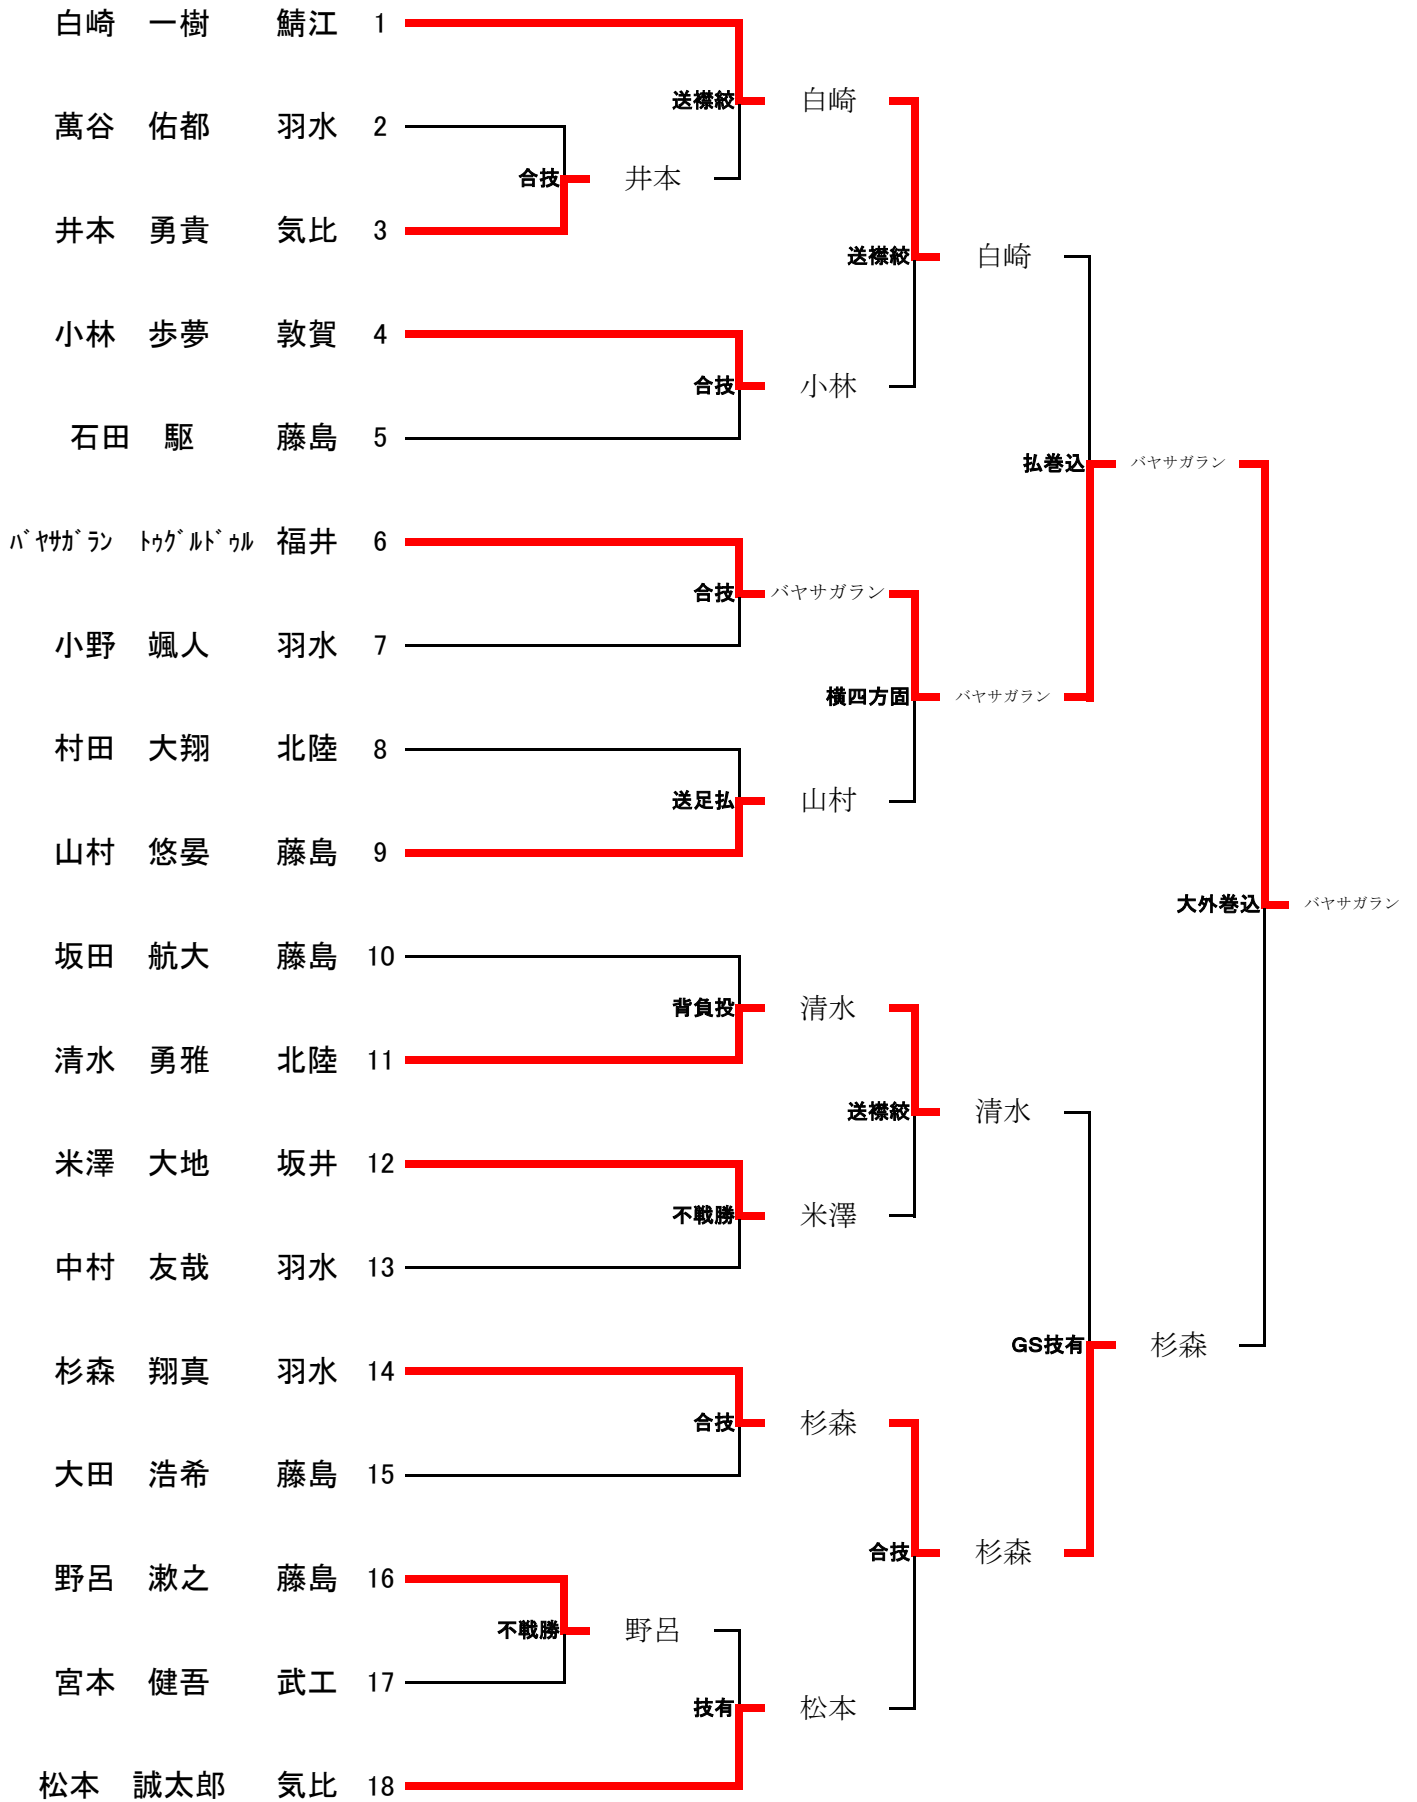 白崎　一樹　鯖江　1
送襟絞　白崎
萬谷　佑都　羽水　2
合技　井本
井本　勇貴　気比　3
送襟絞　白崎
小林　歩夢　敦賀　4
合技　小林
石田　駆　藤島　5
払巻込　バヤサガラン
ﾊﾞﾔｻｶﾞﾗﾝ　ﾄｩｸﾞﾙﾄﾞｩﾙ　福井　6
合技　バヤサガラン
小野　颯人　羽水　7
横四方固　バヤサガラン
村田　大翔　北陸　8
送足払　山村
山村　悠晏　藤島　9
大外巻込　バヤサガラン
坂田　航大　藤島　10
背負投　清水
清水　勇雅　北陸　11
送襟絞　清水
米澤　大地　坂井　12
不戦勝　米澤
中村　友哉　羽水　13
GS技有　杉森
杉森　翔真　羽水　14
合技　杉森
大田　浩希　藤島　15
合技　杉森
野呂　漱之　藤島　16
不戦勝　野呂
宮本　健吾　武工　17
技有　松本
松本　誠太郎　気比　18